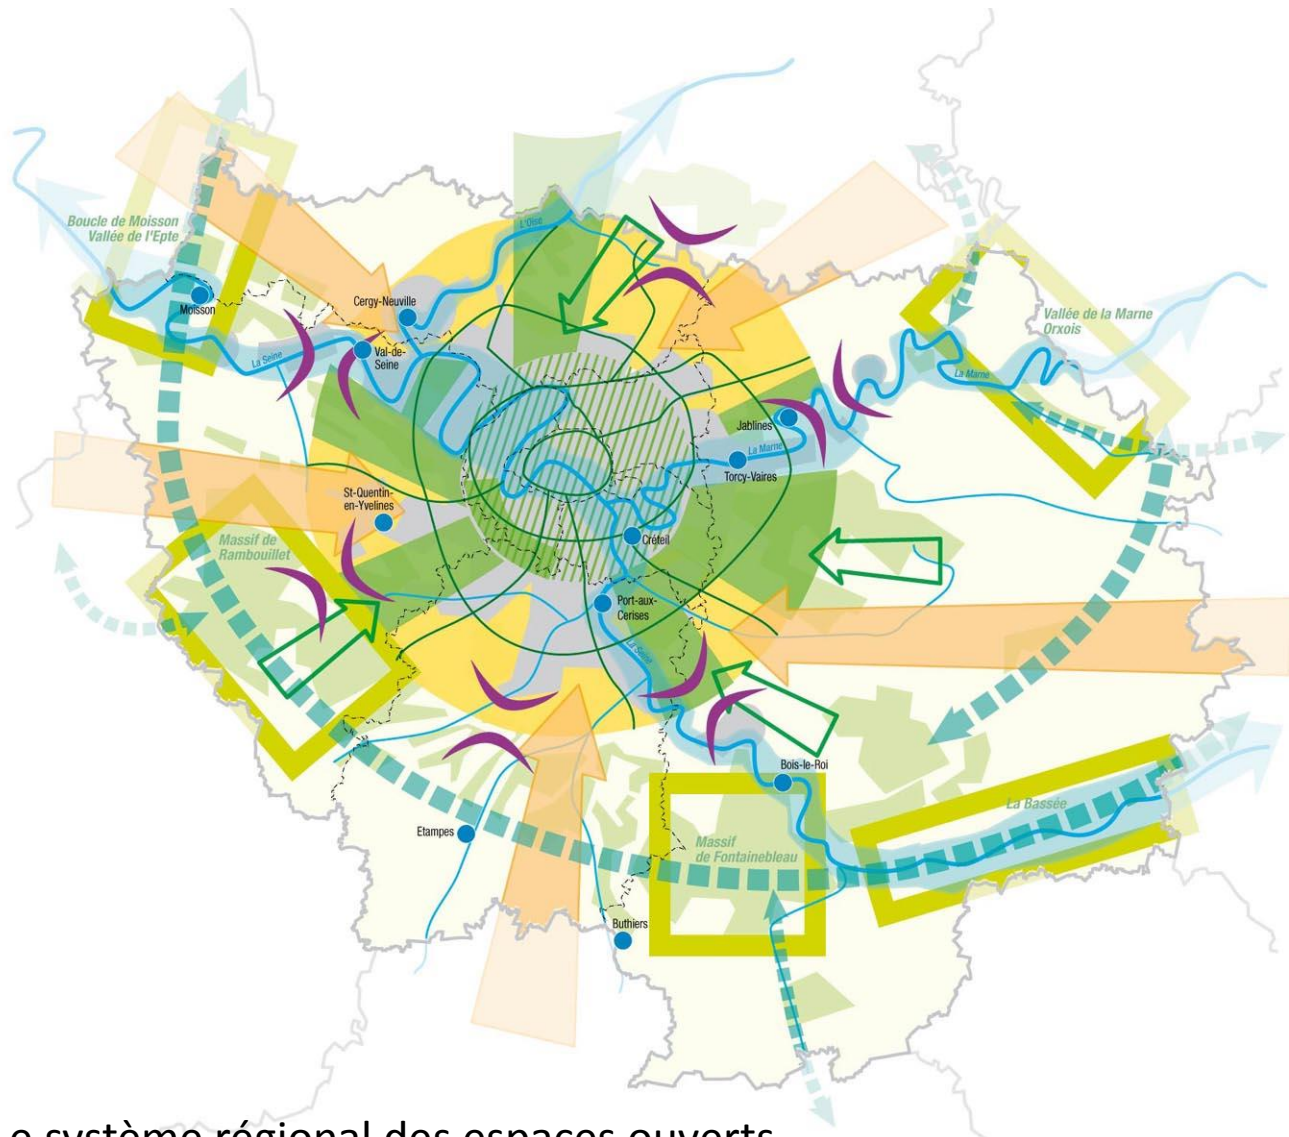 L'Oise
Boucle de Moisson
Vallée de l'Epte
Moisson
Cergy-Neuville
Vallée de la Marne
Orxois
La Seine
Val-de-
Seine
La Marne
Jablines
La Marne
Torcy-Vaires
St-Quentin-
en-Yvelines
Massif de
Rambouillet
Créteil
Port-aux-
Cerises
La Seine
Bois-le-Roi
La Bassée
Etampes
Massif
de Fontainebleau
Buthiers
e système régional des espaces ouverts